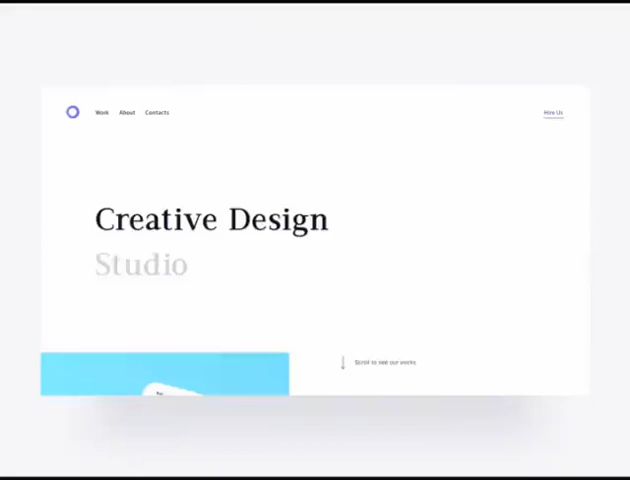 Work About Contacts Hire Us
Creative Design
Studio
Scroll to see our works